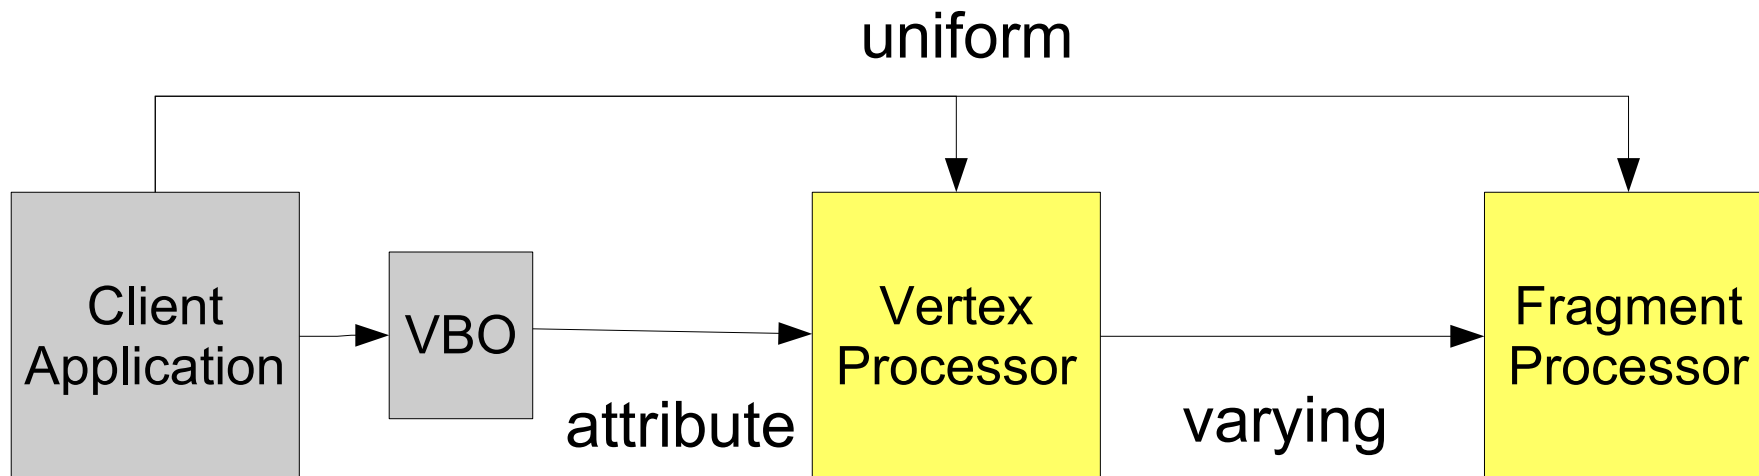 uniform
Client
Application
VBO
attribute
Vertex
Processor
varying
Fragment
Processor